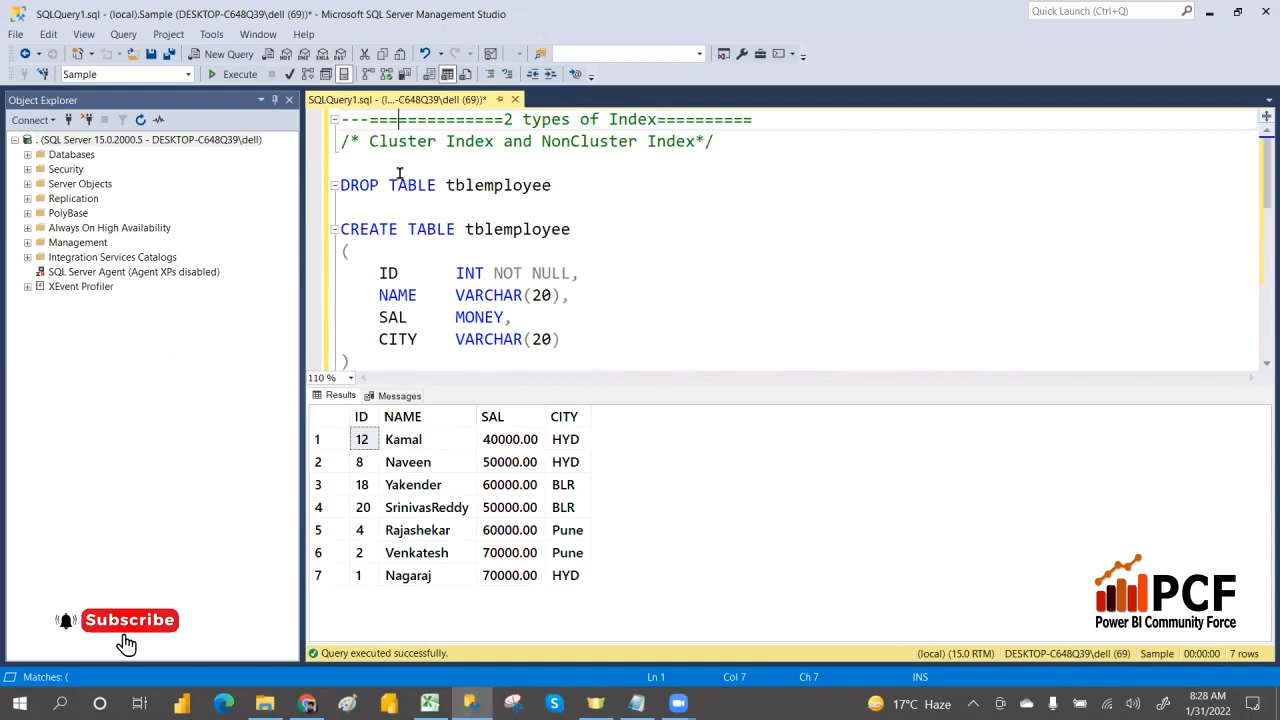 SQLQuery1.sql - (local).Sample (DESKTOP-C648Q39\dell (69))* - Microsoft SQL Server Management Studio
Quick Launch (Ctrl+Q)
File Edit View Query Project Tools Window Help
New Query
Sample Execute
Object Explorer
Connect
. (SQL Server 15.0.2000.5 - DESKTOP-C648Q39\dell)
Databases
Security
Server Objects
Replication
PolyBase
Always On High Availability
Management
Integration Services Catalogs
SQL Server Agent (Agent XPs disabled)
XEvent Profiler
SQLQuery1.sql - (l...-C648Q39\dell (69))*
---==============2 types of Index==========
/* Cluster Index and NonCluster Index*/
DROP TABLE tblemployee
CREATE TABLE tblemployee
(
ID INT NOT NULL,
NAME VARCHAR(20),
SAL MONEY,
CITY VARCHAR(20)
)
110 %
Results Messages
ID NAME SAL CITY
1 12 Kamal 40000.00 HYD
2 8 Naveen 50000.00 HYD
3 18 Yakender 60000.00 BLR
4 20 SrinivasReddy 50000.00 BLR
5 4 Rajashekar 60000.00 Pune
6 2 Venkatesh 70000.00 Pune
7 1 Nagaraj 70000.00 HYD
PCF
Power BI Community Force
Subscribe
Query executed successfully. (local) (15.0 RTM) DESKTOP-C648Q39\dell (69) Sample 00:00:00 7 rows
Matches: ( Ln 1 Col 7 Ch 7 INS
17°C Haze 8:28 AM
1/31/2022